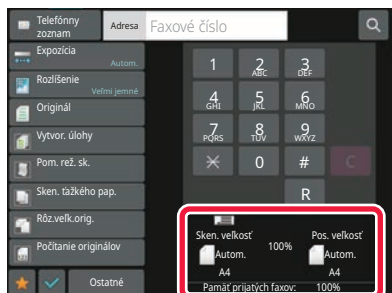 Telefónny
zoznam
Adresa
Faxové číslo
Expozícia
Autom.
Rozlíšenie
Veľmi jemné
Originál
Vytvor. úlohy
Pom. rež. sk.
Sken. ťažkého pap.
Rôz.veľk.orig.
Počítanie originálov
Ostatné
1
2
ABC
3
DEF
4
GHI
5
JKL
6
MNO
7
PQRS
8
TUV
9
WXYZ
0
#
C
R
Sken. veľkosť
Pos. veľkosť
100%
Autom.
Autom.
A4
A4
Pamäť prijatých faxov: 100%